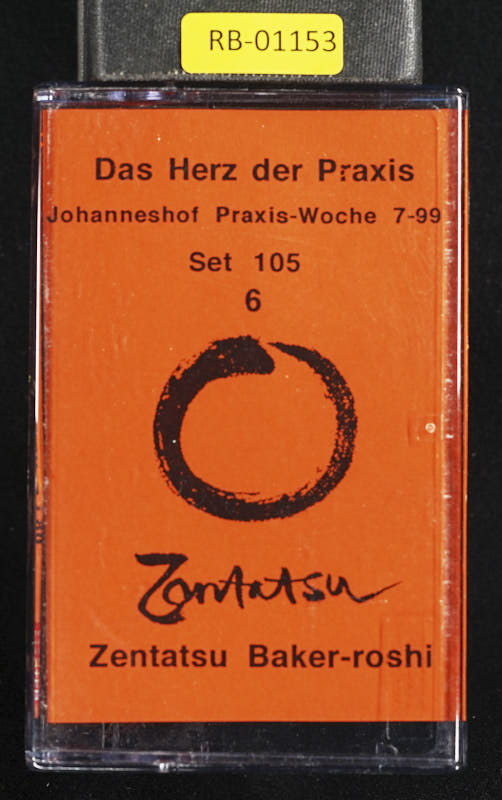 RB-01153
Das Herz der Praxis
Johanneshof Praxis-Woche 7-99
Set 105
6
Zentatsu
Zentatsu Baker-roshi